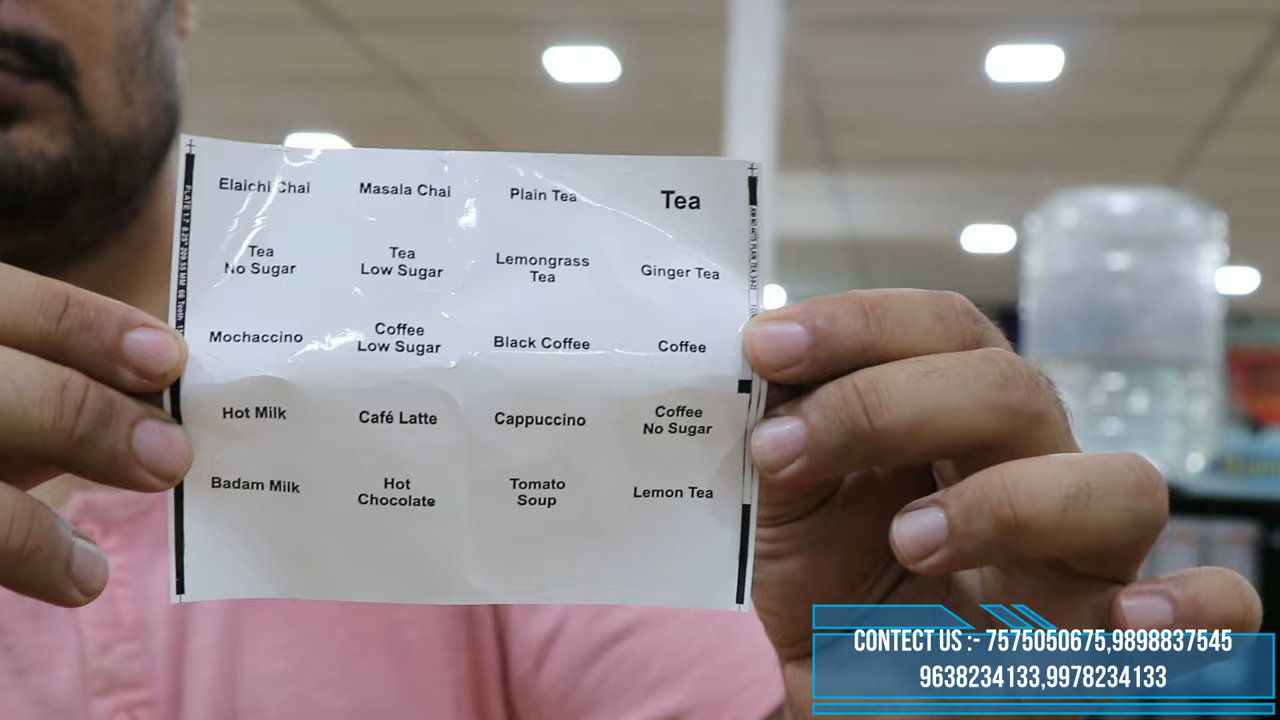 Elaichi Chai
Masala Chai
Plain Tea
Tea
Tea
No Sugar
Tea
Low Sugar
Lemongrass
Tea
Ginger Tea
Mochaccino
Coffee
Low Sugar
Black Coffee
Coffee
Hot Milk
Café Latte
Cappuccino
Coffee
No Sugar
Badam Milk
Hot
Chocolate
Tomato
Soup
Lemon Tea
CONTECT US :- 7575050675,9898837545
9638234133,9978234133